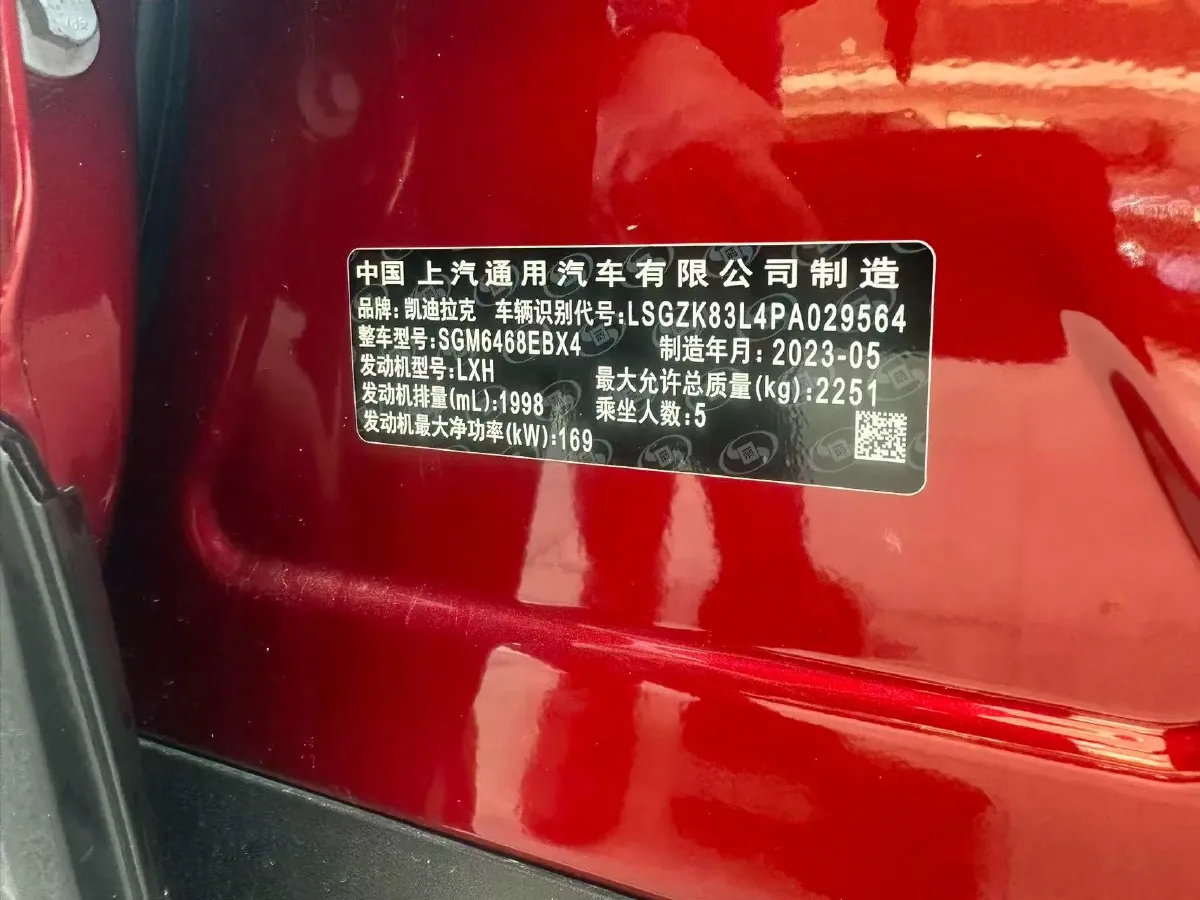 中国 上汽通用汽车有限公司制造
品牌:凯迪拉克 车辆识别代号:LSGZK83L4PA029564
整车型号:SGM6468EBX4 制造年月:2023-05
发动机型号:LXH 最大允许总质量(kg):2251
发动机排量(mL):1998 乘坐人数:5
发动机最大净功率(kW):169